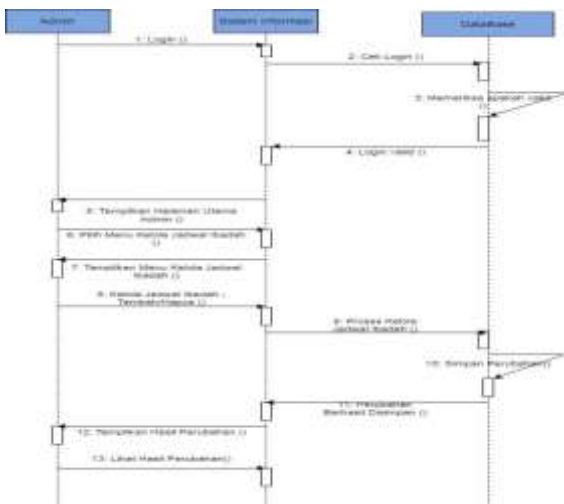 Admin
Sistem Informasi
Database
1: Login ()
2: Cek Login ()
3: Memeriksa apakah valid
()
4: Login Valid ()
5: Tampilkan Halaman Utama
Admin ()
6: Pilih Menu Kelola Jadwal Ibadah
()
7: Tampilkan Menu Kelola Jadwal
Ibadah ()
8: Kelola Jadwal Ibadah :
Tambah/Hapus ()
9: Proses Kelola
Jadwal Ibadah ()
10: Simpan Perubahan()
11: Perubahan
Berhasil Disimpan ()
12: Tampilkan Hasil Perubahan ()
13: Lihat Hasil Perubahan()